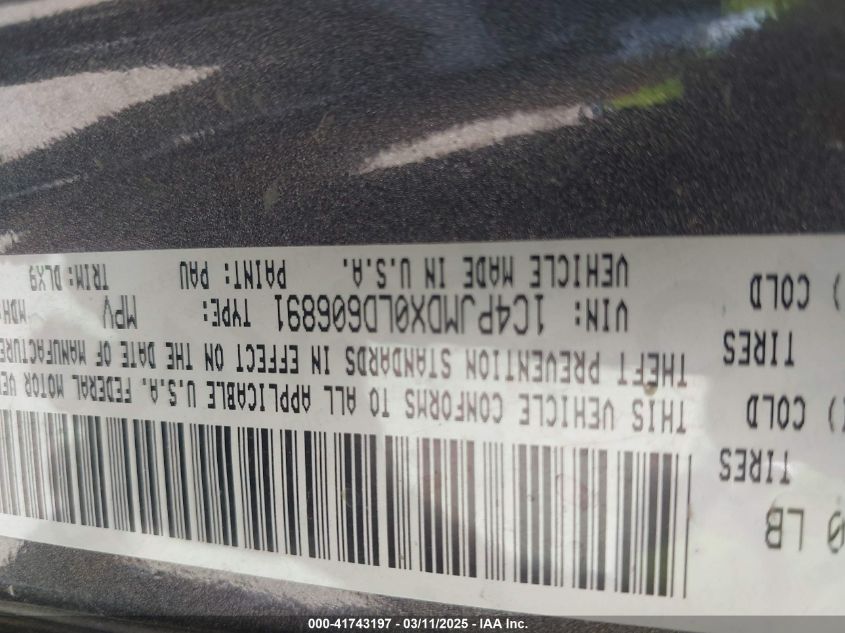 0 LB
TIRES
) COLD
TIRES
) COLD
THIS VEHICLE CONFORMS TO ALL APPLICABLE U.S.A. FEDERAL MOTOR VE
THEFT PREVENTION STANDARDS IN EFFECT ON THE DATE OF MANUFACTURE
VIN: 1C4PJMDX0LD606891 TYPE: MPV MDH:
VEHICLE MADE IN U.S.A. PAINT: PAU TRIM: DLX9
000-41743197 - 03/11/2025 - IAA Inc.